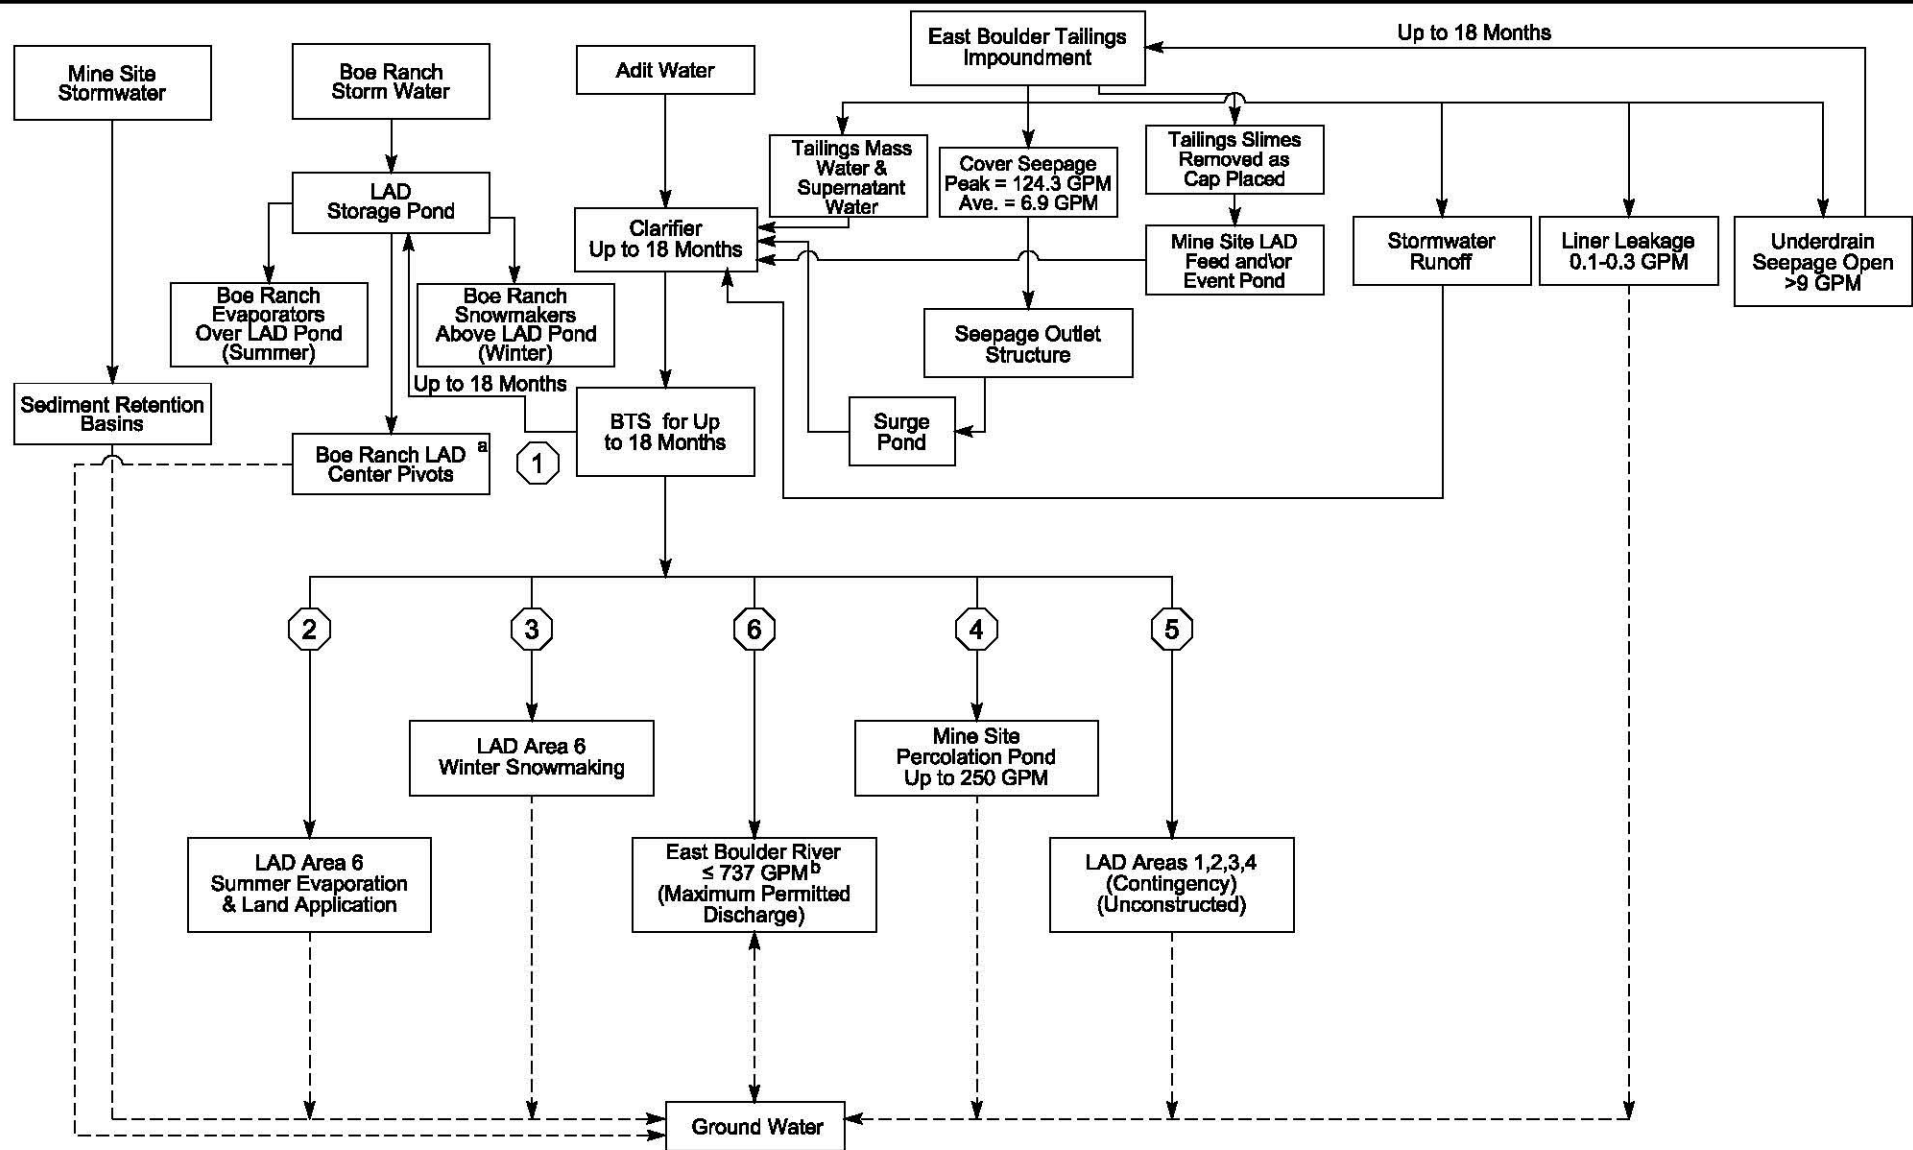 East Boulder Tailings
Impoundment
Up to 18 Months
Mine Site
Stormwater
Boe Ranch
Storm Water
Adit Water
Tailings Mass
Water &
Supernatant
Water
Cover Seepage
Peak = 124.3 GPM
Ave. = 6.9 GPM
Tailings Slimes
Removed as
Cap Placed
LAD
Storage Pond
Clarifier
Up to 18 Months
Mine Site LAD
Feed and\or
Event Pond
Stormwater
Runoff
Liner Leakage
0.1-0.3 GPM
Underdrain
Seepage Open
>9 GPM
Boe Ranch
Evaporators
Over LAD Pond
(Summer)
Boe Ranch
Snowmakers
Above LAD Pond
(Winter)
Seepage Outlet
Structure
Up to 18 Months
Sediment Retention
Basins
BTS for Up
to 18 Months
Surge
Pond
Boe Ranch LAD a
Center Pivots
1
2
3
6
4
5
LAD Area 6
Winter Snowmaking
Mine Site
Percolation Pond
Up to 250 GPM
LAD Area 6
Summer Evaporation
& Land Application
East Boulder River
≤ 737 GPM b
(Maximum Permitted
Discharge)
LAD Areas 1,2,3,4
(Contingency)
(Unconstructed)
Ground Water